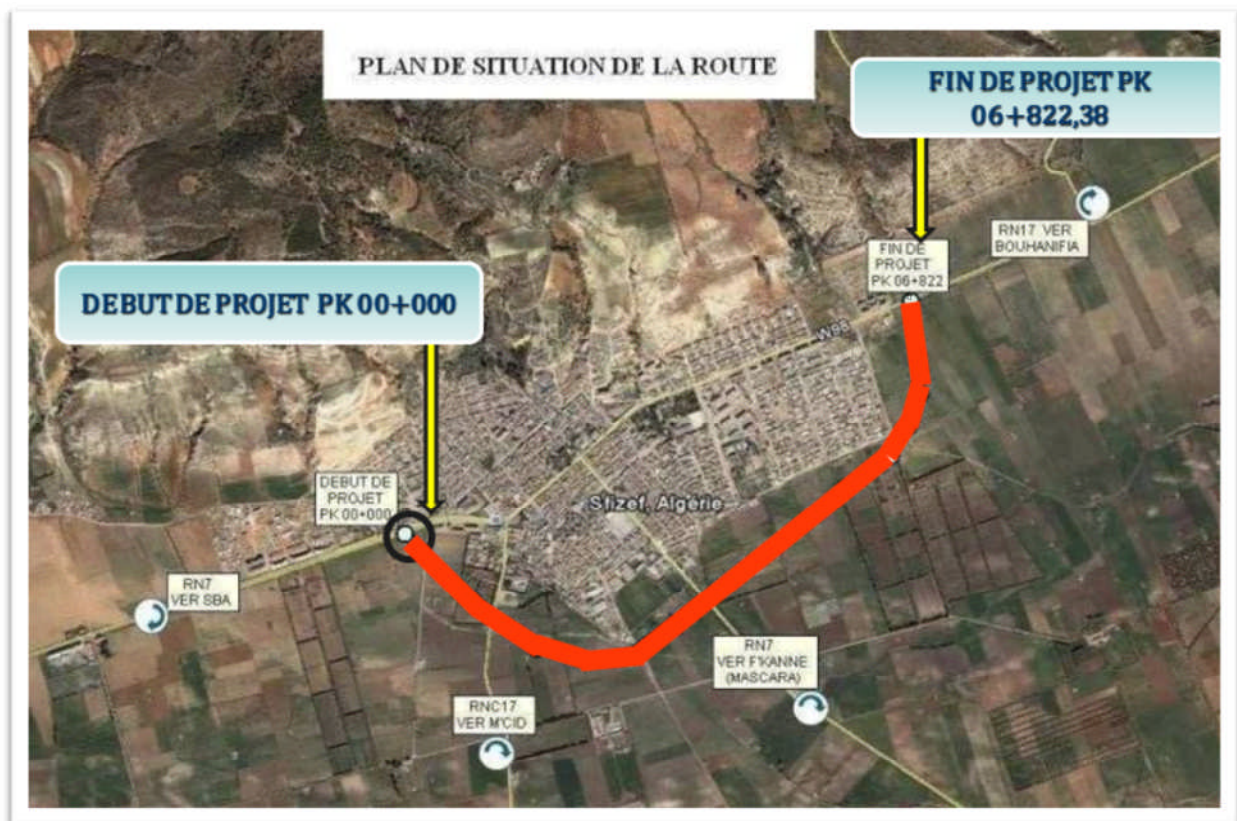 PLAN DE SITUATION DE LA ROUTE
FIN DE PROJET PK
06+822,38
RN17 VER
BOUHANIFIA
FIN DE
PROJET
PK 06+822
DEBUT DE PROJET PK 00+000
W98
DEBUT DE
PROJET
PK 00+000
Sfizef, Algérie
RN7
VER SBA
RN7
VER F'KANNE
(MASCARA)
RNC17
VER M'CID